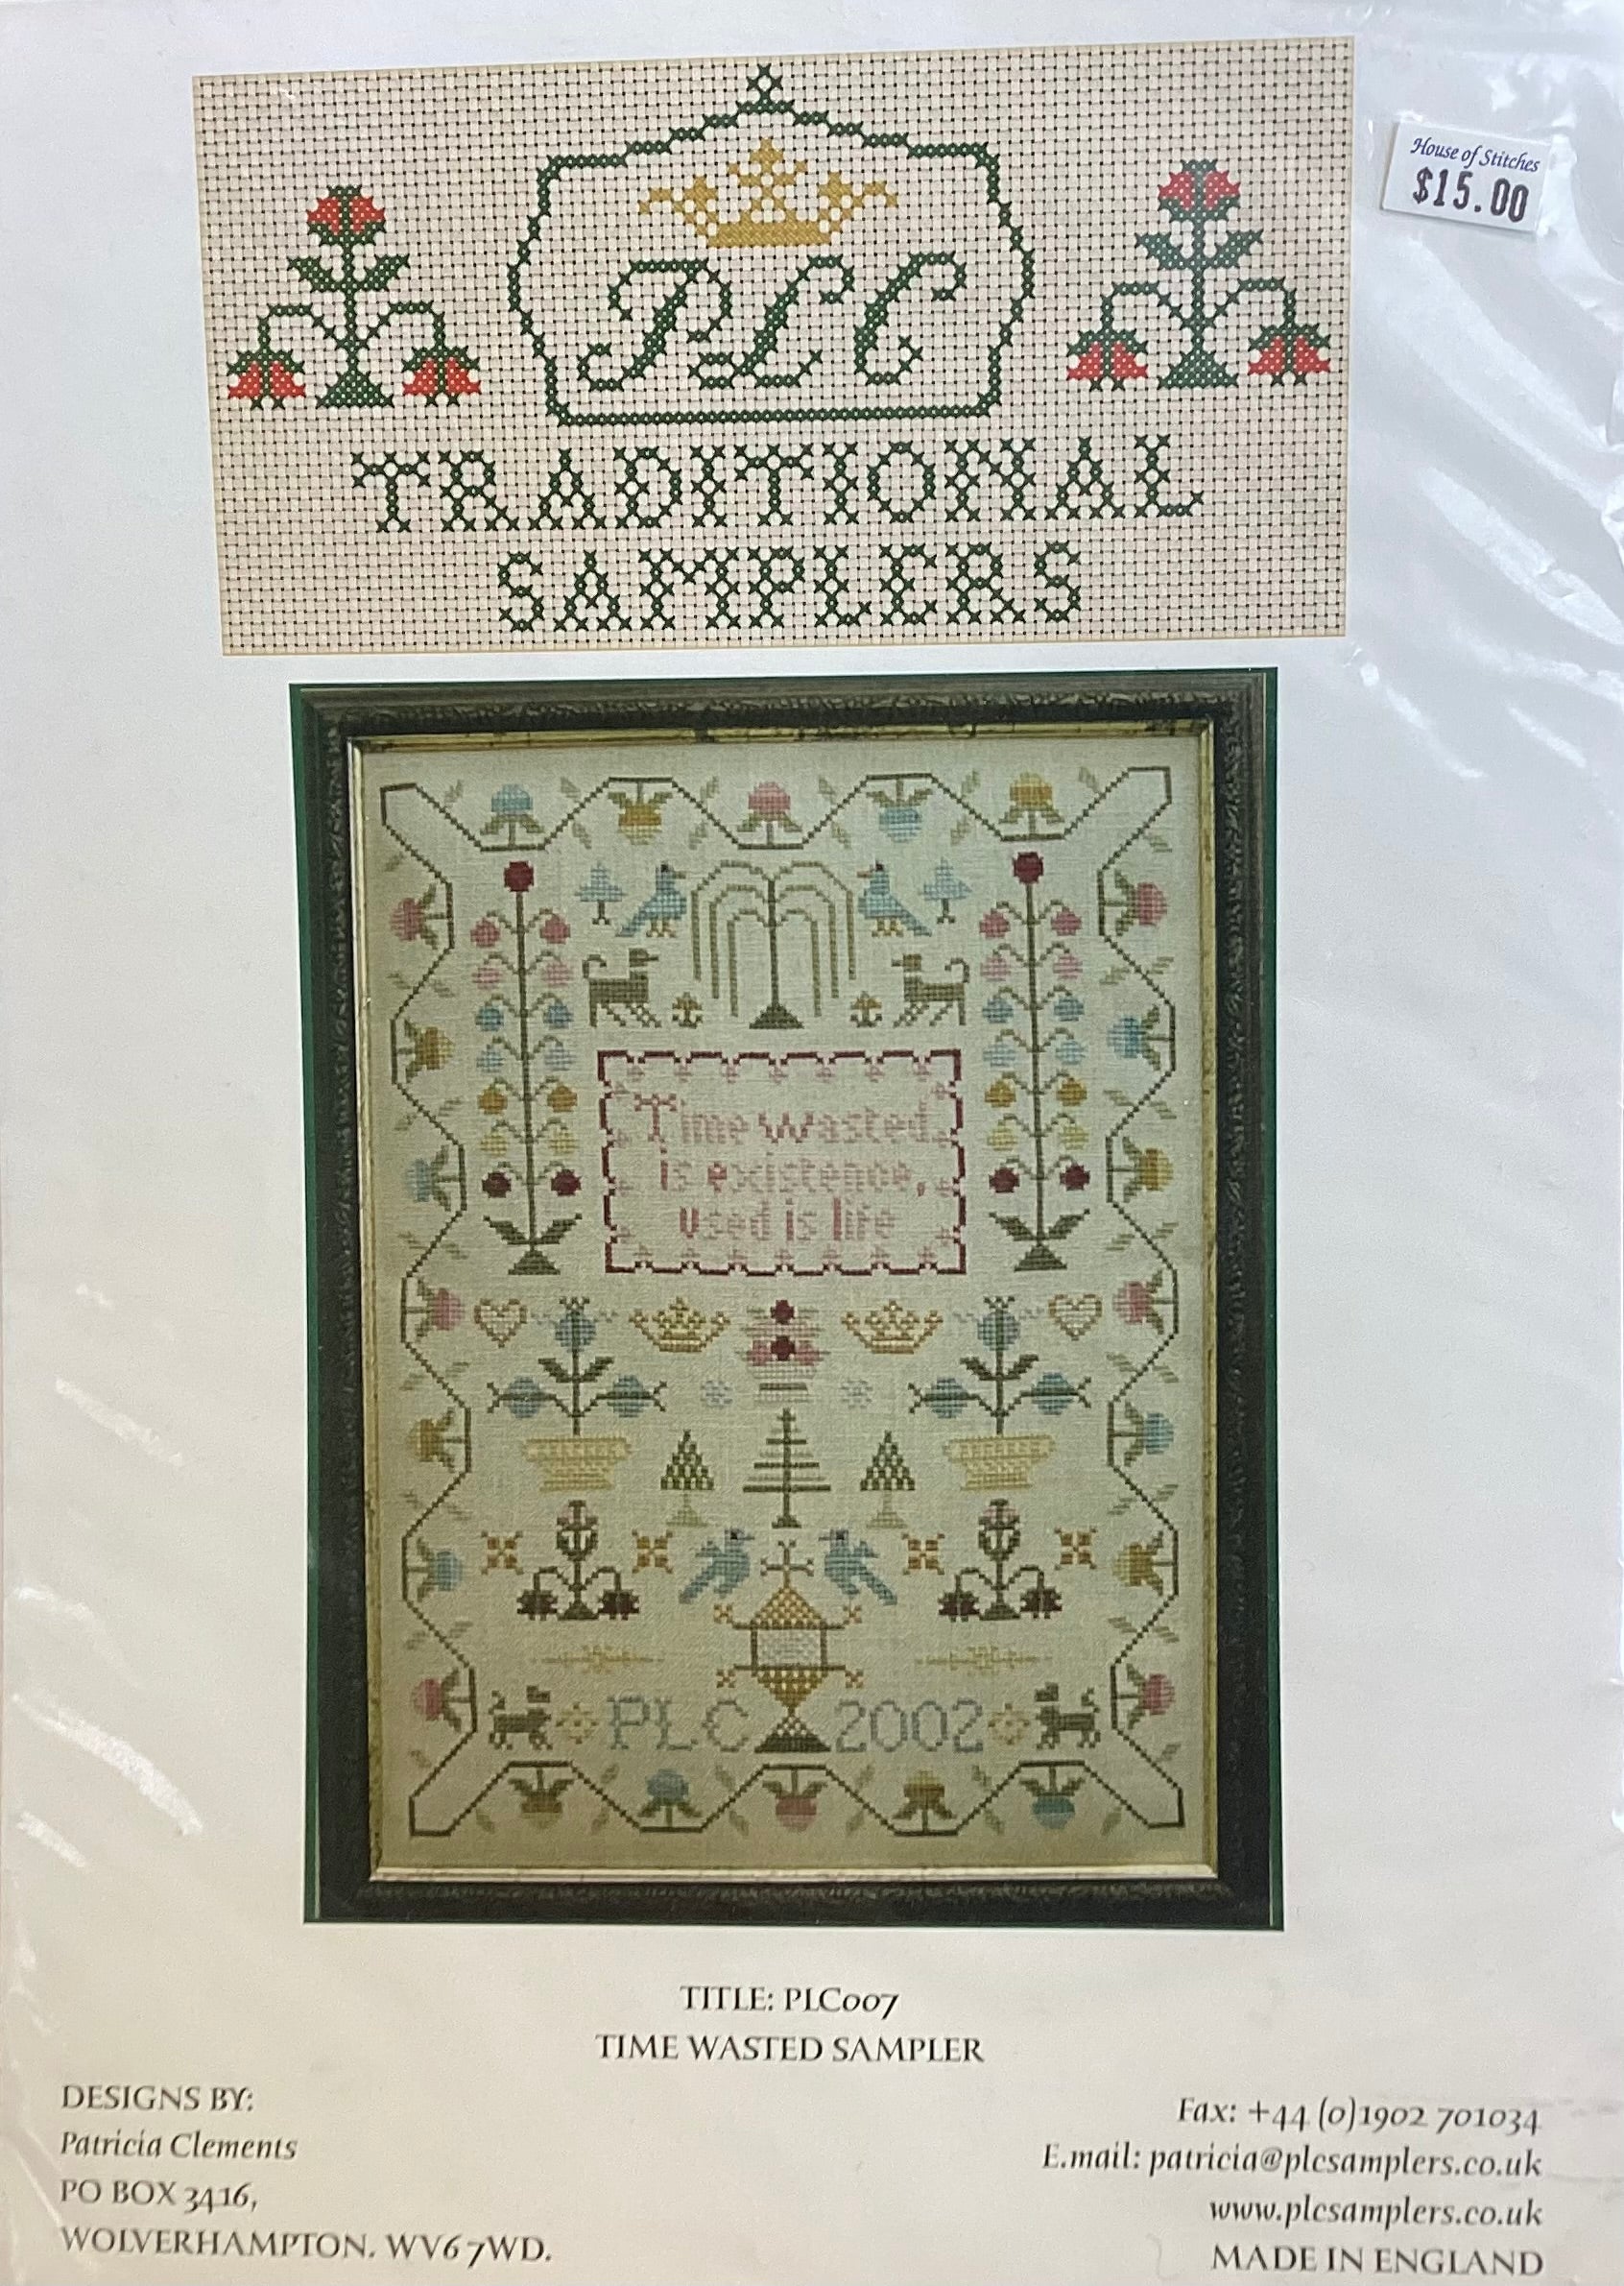 House of Stitches
$15.00
PLC
TRADITIONAL
SAMPLERS
Time wasted
is existence,
used is life
PLC 2002
TITLE: PLC007
TIME WASTED SAMPLER
DESIGNS BY:
Patricia Clements
PO BOX 3416,
WOLVERHAMPTON. WV6 7WD.
Fax: +44 (0)1902 701034
E.mail: patricia@plcsamplers.co.uk
www.plcsamplers.co.uk
MADE IN ENGLAND